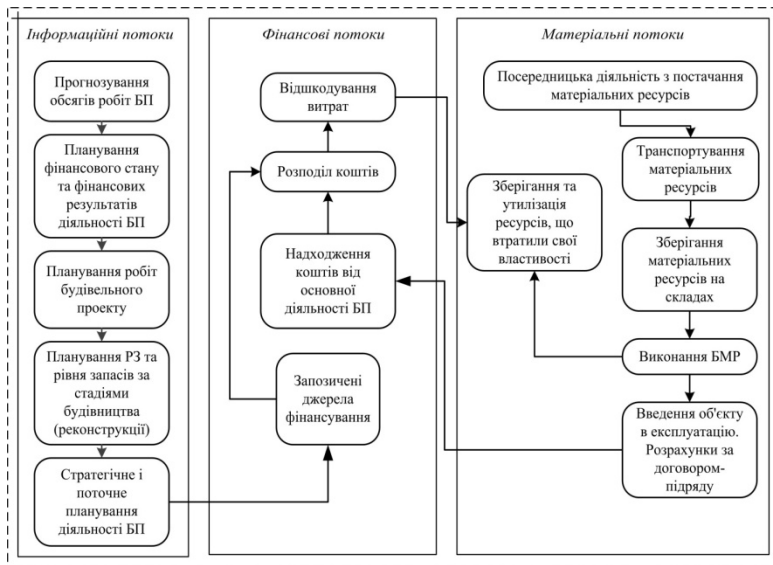 Інформаційні потоки
Прогнозування
обсягів робіт БП
Планування
фінансового стану
та фінансових
результатів
діяльності БП
Планування робіт
будівельного
проекту
Планування РЗ та
рівня запасів за
стадіями
будівництва
(реконструкції)
Стратегічне і
поточне
планування
діяльності БП
Фінансові потоки
Відшкодування
витрат
Розподіл коштів
Надходження
коштів від
основної
діяльності БП
Запозичені
джерела
фінансування
Матеріальні потоки
Посередницька діяльність з постачання
матеріальних ресурсів
Транспортування
матеріальних
ресурсів
Зберігання та
утилізація
ресурсів, що
втратили свої
властивості
Зберігання
матеріальних
ресурсів на
складах
Виконання БМР
Введення об'єкту
в експлуатацію.
Розрахунки за
договором-
підряду